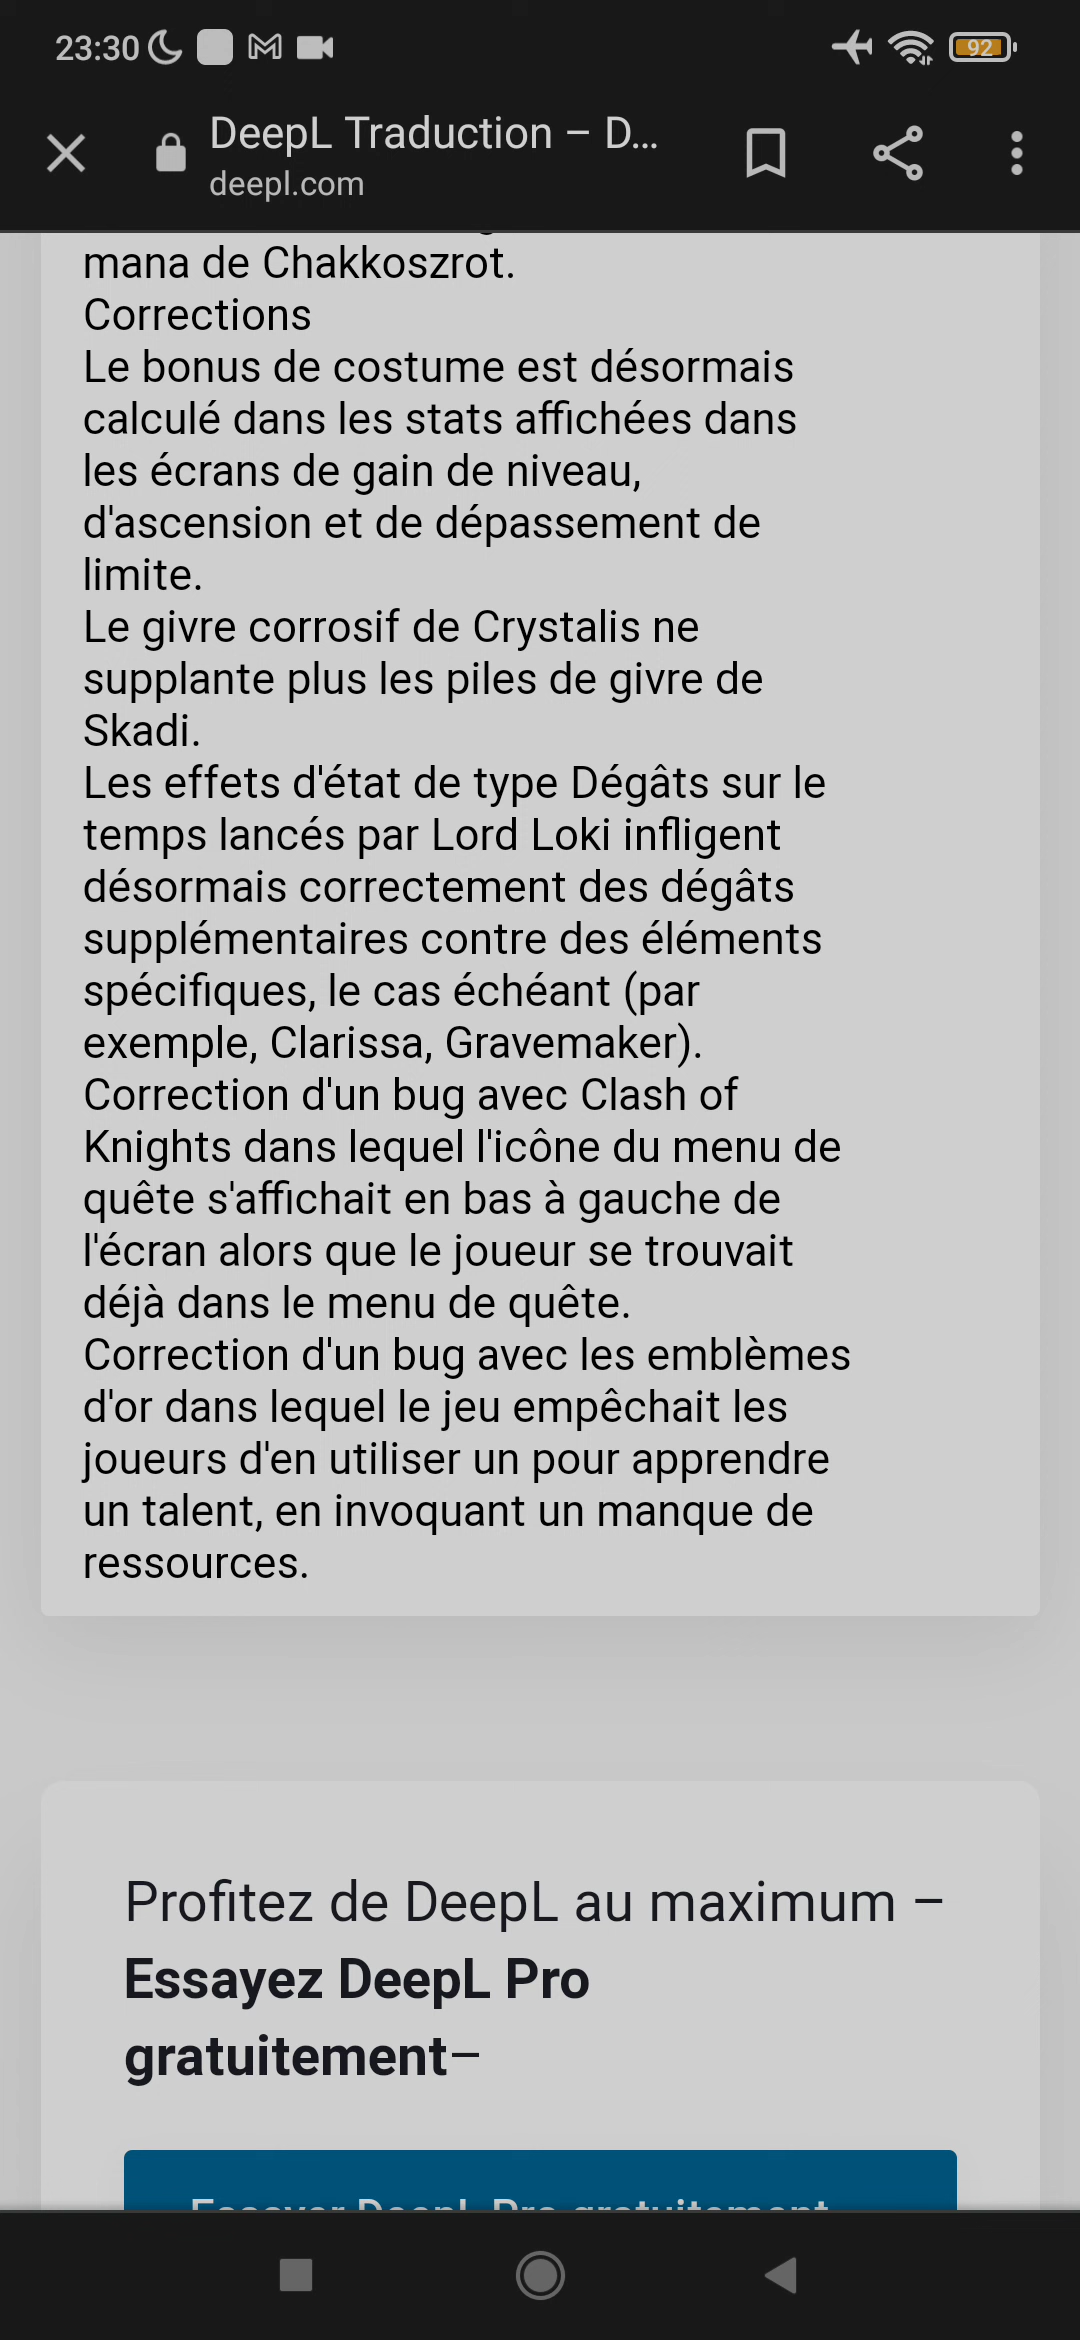 23:30
92
DeepL Traduction – D...
deepl.com
mana de Chakkoszrot.
Corrections
Le bonus de costume est désormais
calculé dans les stats affichées dans
les écrans de gain de niveau,
d'ascension et de dépassement de
limite.
Le givre corrosif de Crystalis ne
supplante plus les piles de givre de
Skadi.
Les effets d'état de type Dégâts sur le
temps lancés par Lord Loki infligent
désormais correctement des dégâts
supplémentaires contre des éléments
spécifiques, le cas échéant (par
exemple, Clarissa, Gravemaker).
Correction d'un bug avec Clash of
Knights dans lequel l'icône du menu de
quête s'affichait en bas à gauche de
l'écran alors que le joueur se trouvait
déjà dans le menu de quête.
Correction d'un bug avec les emblèmes
d'or dans lequel le jeu empêchait les
joueurs d'en utiliser un pour apprendre
un talent, en invoquant un manque de
ressources.
Profitez de DeepL au maximum –
Essayez DeepL Pro
gratuitement–
Essayer DeepL Pro gratuitement